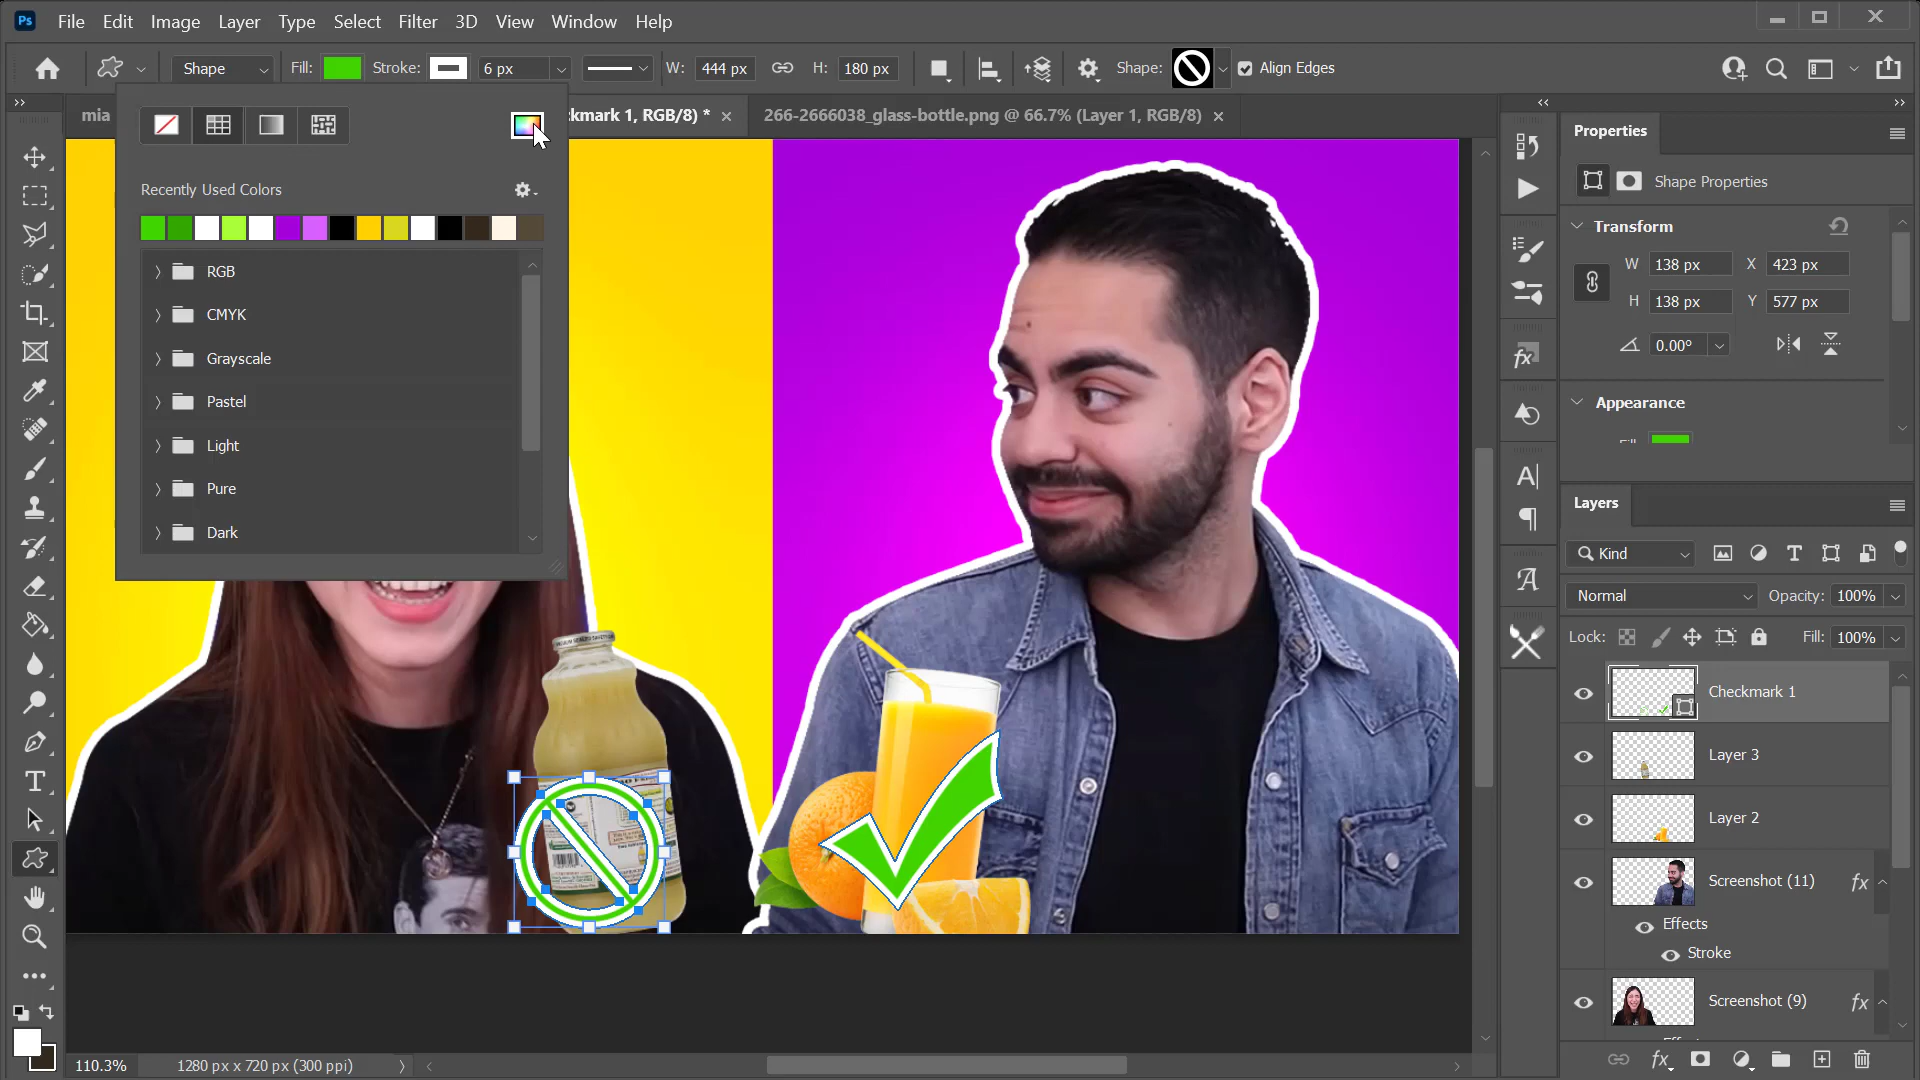 Ps File Edit Image Layer Type Select Filter 3D View Window Help
Shape Fill: Stroke: 6 px W: 444 px H: 180 px Shape: Align Edges
mia
ckmark 1, RGB/8) *
266-2666038_glass-bottle.png @ 66.7% (Layer 1, RGB/8)
Recently Used Colors
RGB
CMYK
Grayscale
Pastel
Light
Pure
Dark
Properties
Shape Properties
Transform
W 138 px X 423 px
H 138 px Y 577 px
0.00°
Appearance
Layers
Kind
Normal Opacity: 100%
Lock: Fill: 100%
Checkmark 1
Layer 3
Layer 2
Screenshot (11) fx
Effects
Stroke
Screenshot (9) fx
110.3% 1280 px x 720 px (300 ppi)